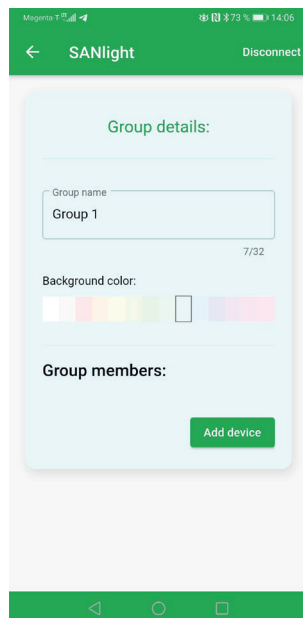 Magenta-T 14:06
73 %
SANlight
Disconnect
Group details:
Group name
Group 1
7/32
Background color:
Group members:
Add device